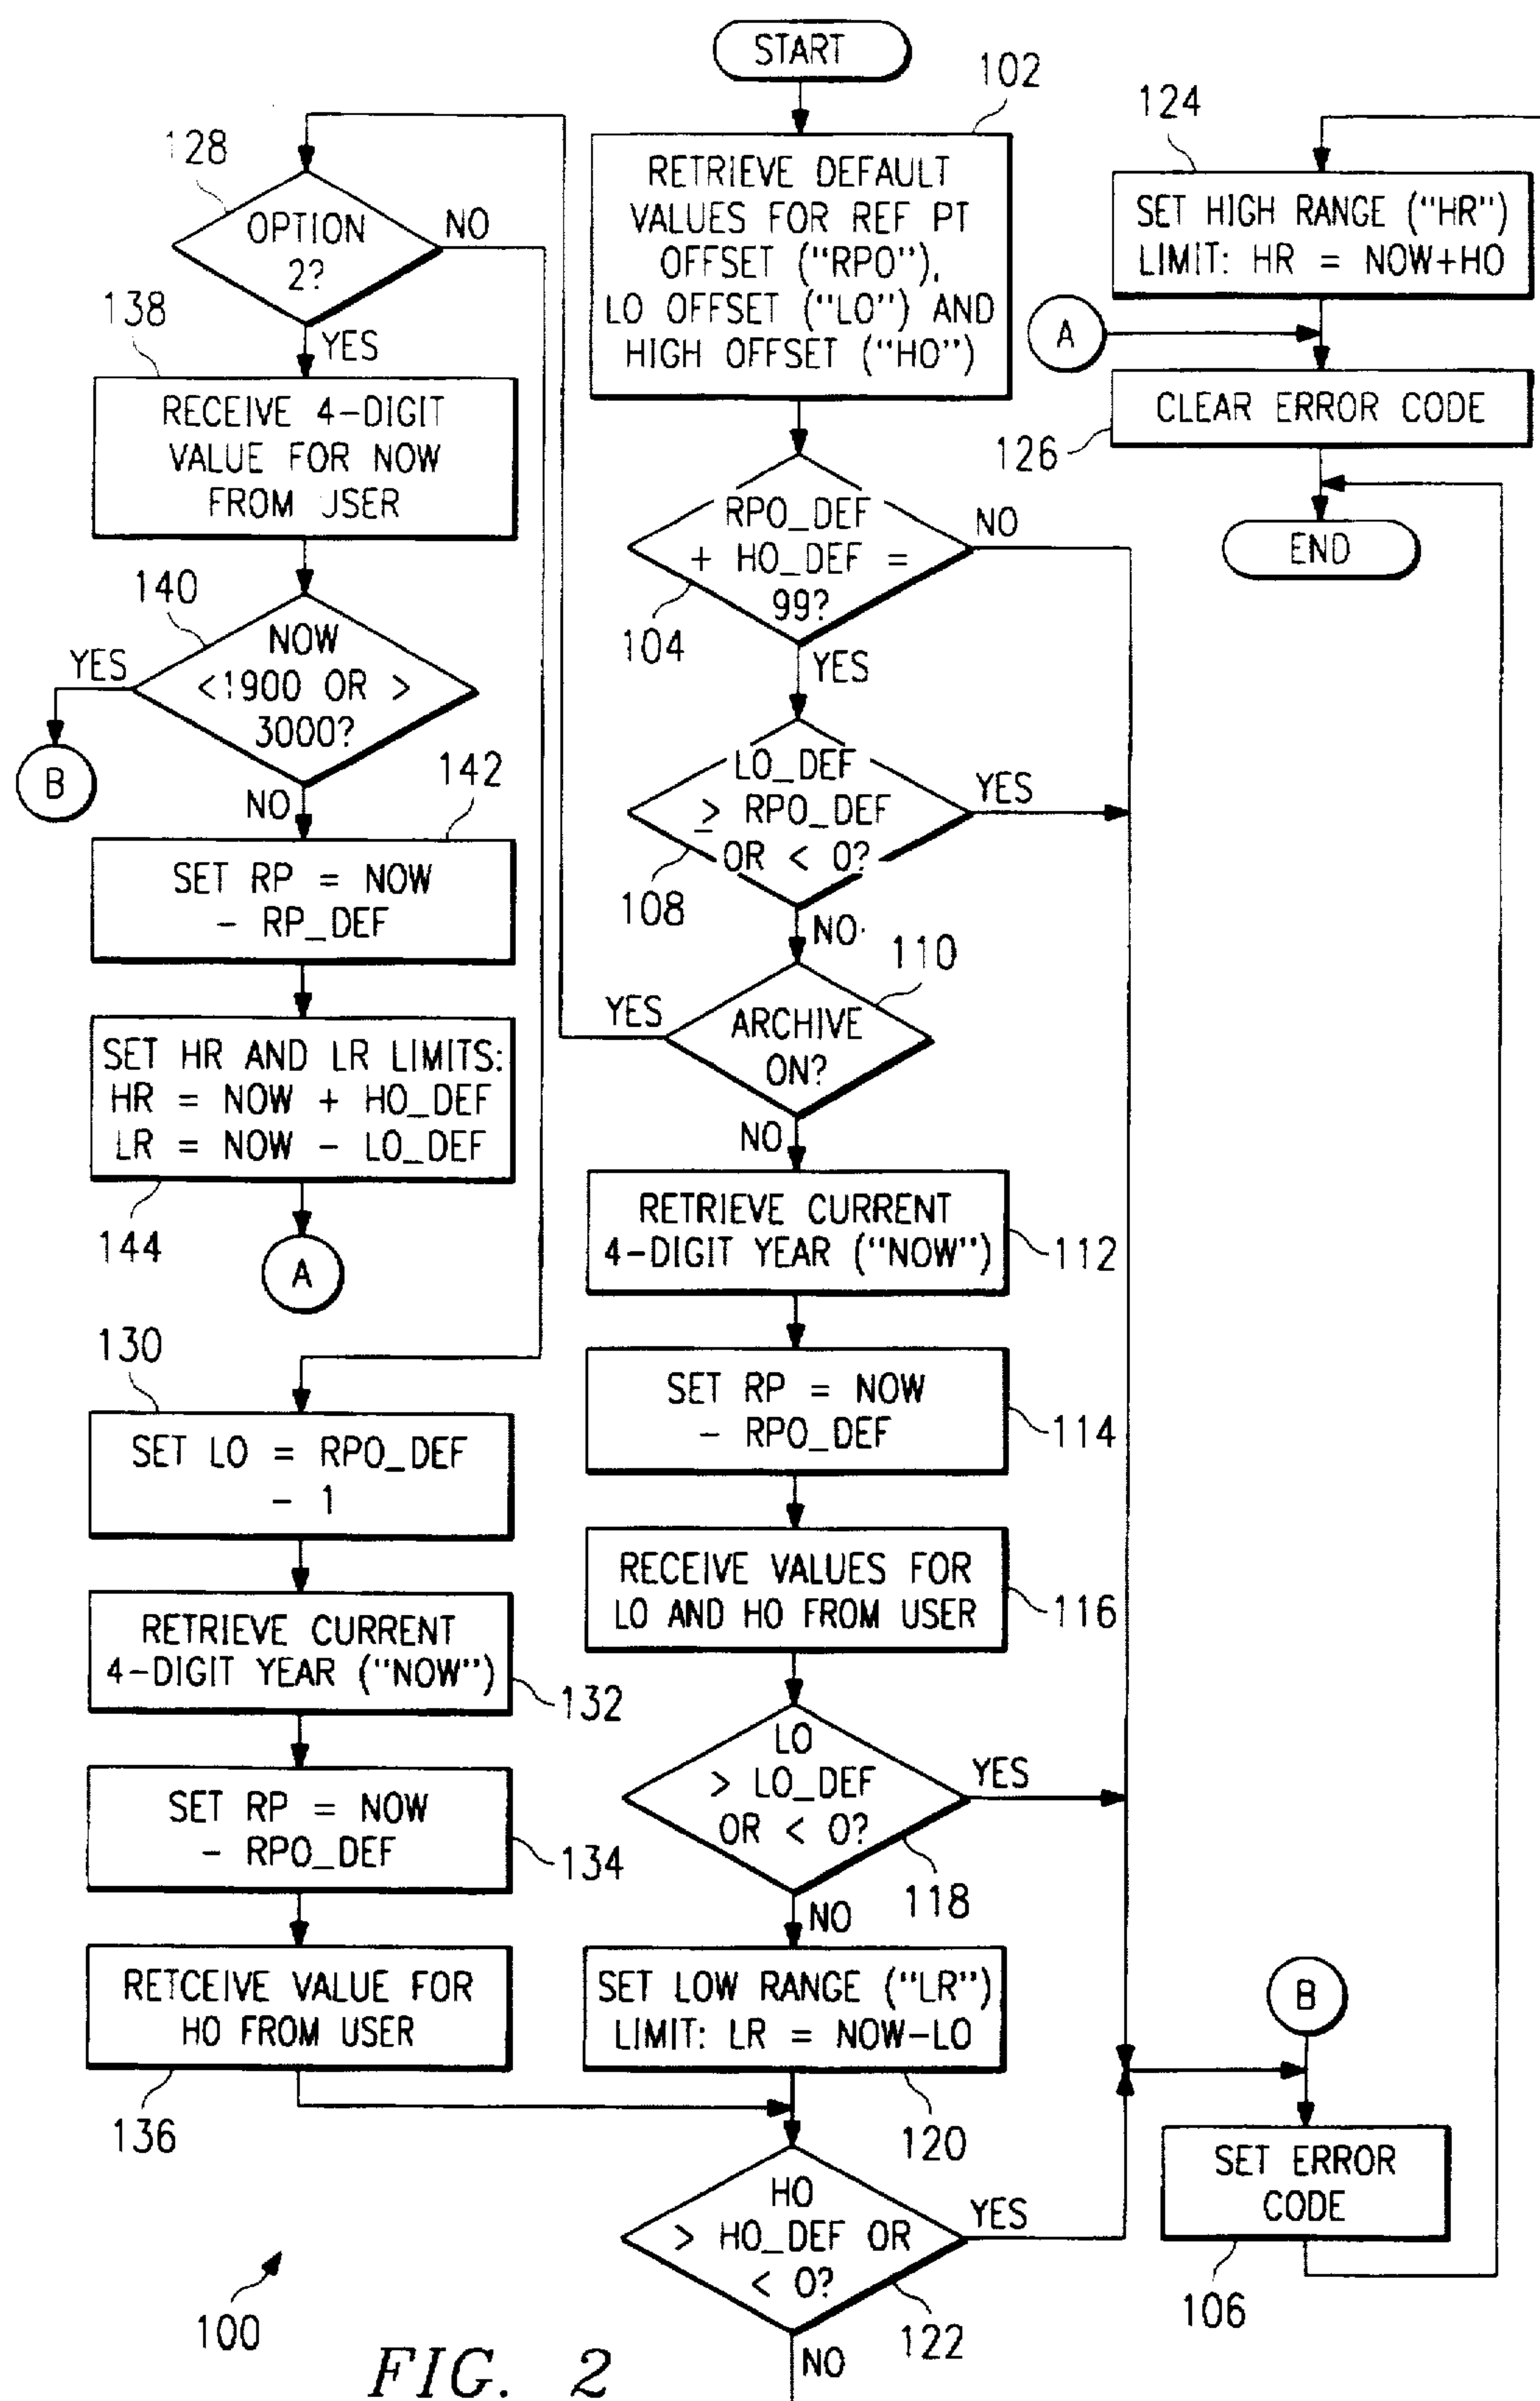 START
102
RETRIEVE DEFAULT
VALUES FOR REF PT
OFFSET ("RPO"),
LO OFFSET ("LO") AND
HIGH OFFSET ("HO")
RPO_DEF
+ HO_DEF =
99?
104
NO
YES
LO_DEF
≥ RPO_DEF
OR < 0?
108
YES
NO
110
ARCHIVE
ON?
YES
NO
RETRIEVE CURRENT
4-DIGIT YEAR ("NOW")
112
SET RP = NOW
- RPO_DEF
114
RECEIVE VALUES FOR
LO AND HO FROM USER
116
LO
> LO_DEF
OR < 0?
YES
118
NO
SET LOW RANGE ("LR")
LIMIT: LR = NOW-LO
120
HO
> HO_DEF OR
< 0?
YES
122
NO
128
OPTION
2?
NO
YES
138
RECEIVE 4-DIGIT
VALUE FOR NOW
FROM USER
140
NOW
<1900 OR >
3000?
YES
B
NO
142
SET RP = NOW
- RP_DEF
SET HR AND LR LIMITS:
HR = NOW + HO_DEF
LR = NOW - LO_DEF
144
A
130
SET LO = RPO_DEF
- 1
RETRIEVE CURRENT
4-DIGIT YEAR ("NOW")
132
SET RP = NOW
- RPO_DEF
134
RETCEIVE VALUE FOR
HO FROM USER
136
124
SET HIGH RANGE ("HR")
LIMIT: HR = NOW+HO
A
CLEAR ERROR CODE
126
END
B
SET ERROR
CODE
106
100
FIG. 2